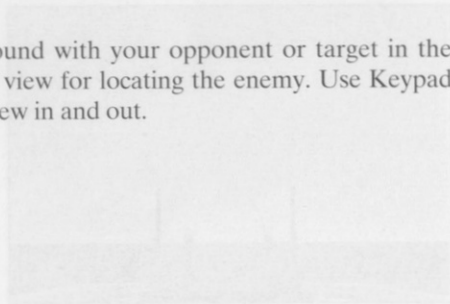 ound with your opponent or target in the
view for locating the enemy. Use Keypad
ew in and out.